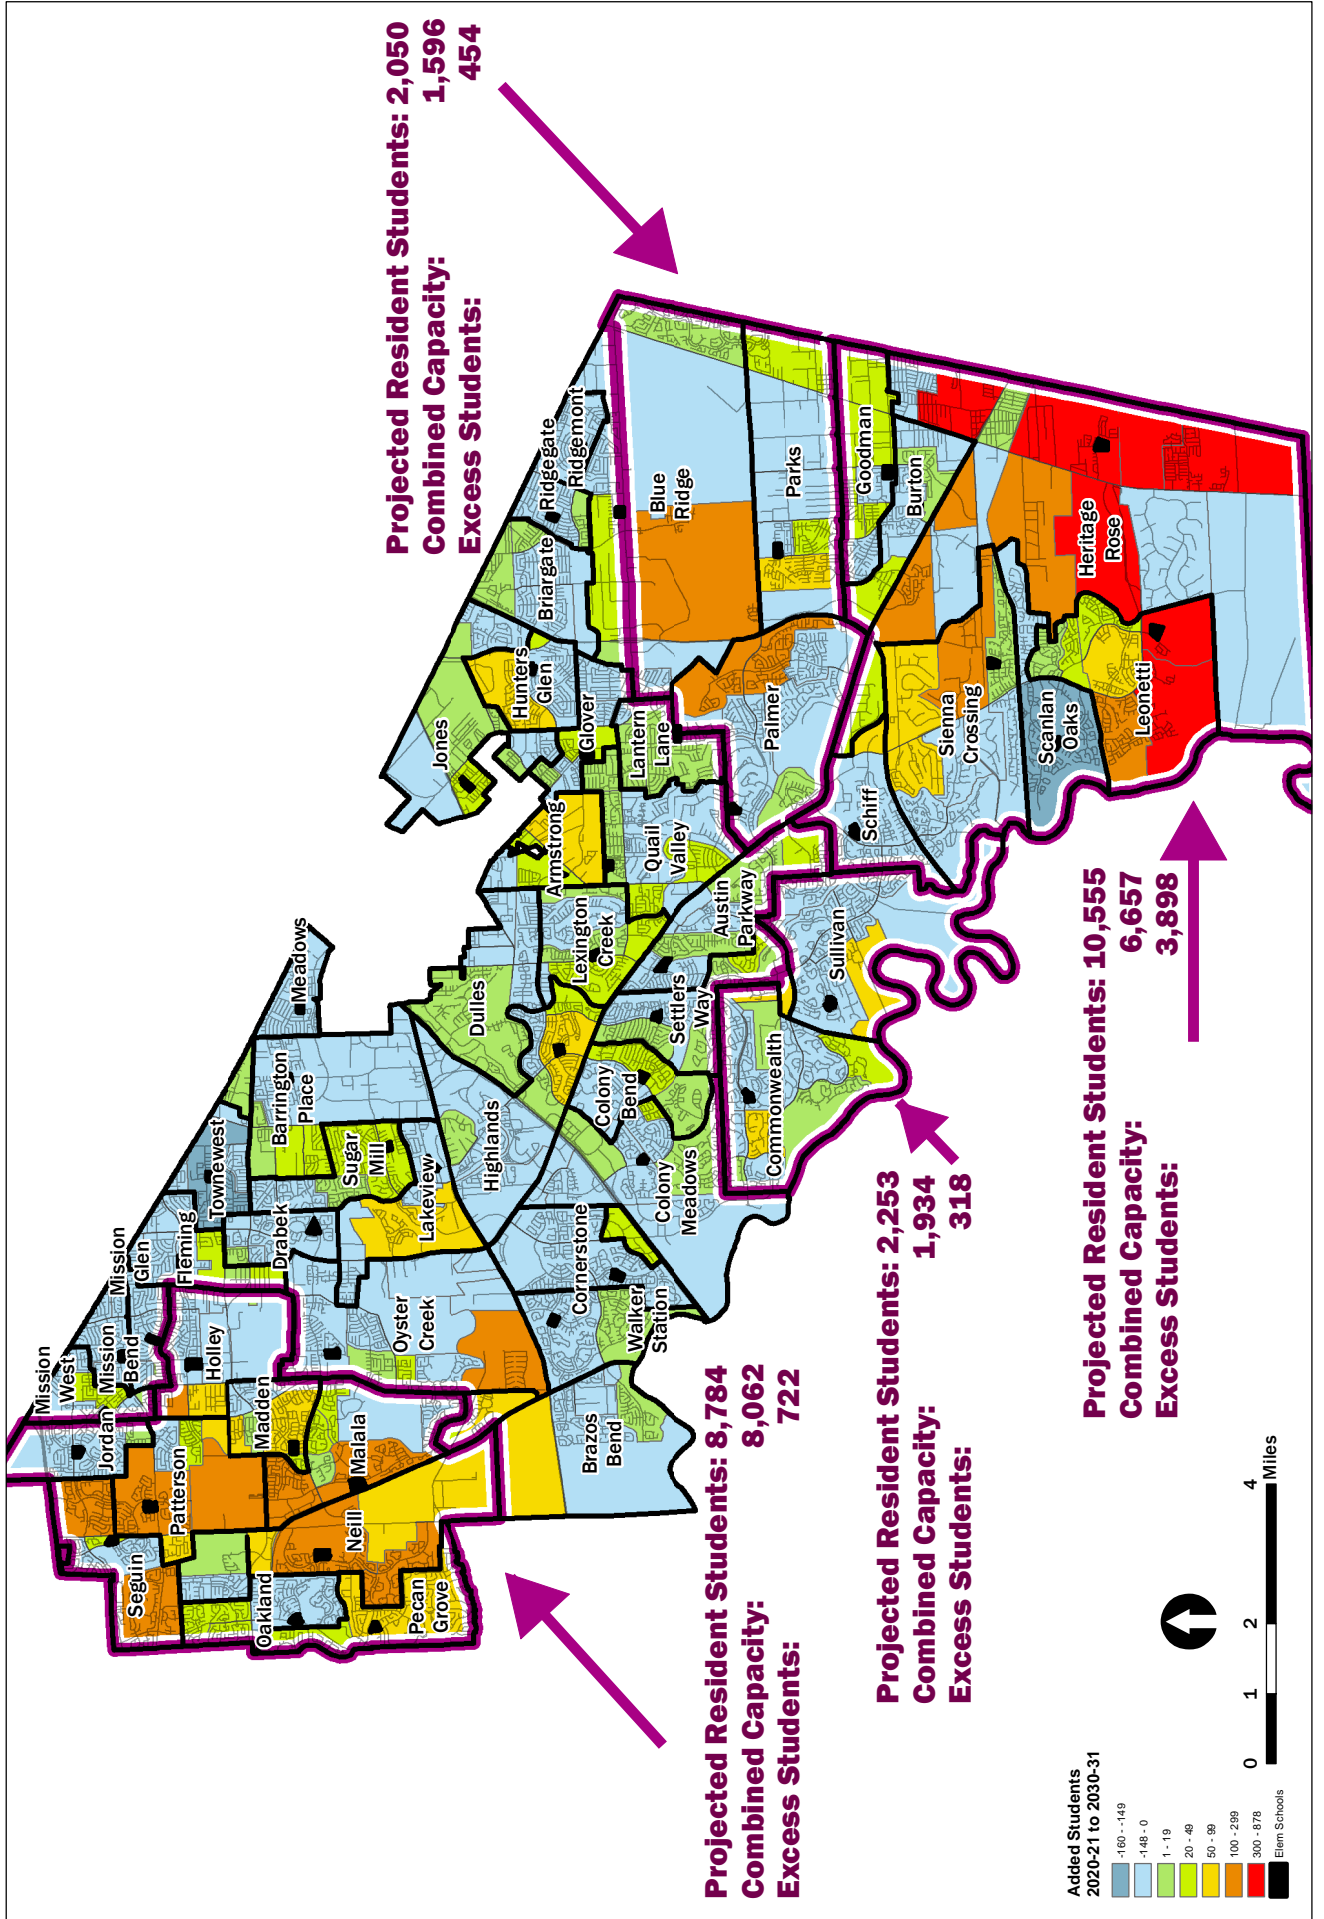 Projected Resident Students: 2,050
Combined Capacity: 1,596
Excess Students: 454
Projected Resident Students: 8,784
Combined Capacity: 8,062
Excess Students: 722
Projected Resident Students: 2,253
Combined Capacity: 1,934
Excess Students: 318
Projected Resident Students: 10,555
Combined Capacity: 6,657
Excess Students: 3,898
Mission
West
Mission
Bend
Mission
Glen
Fleming
Townewest
Jordan
Holley
Seguin
Patterson
Madden
Malala
Oakland
Neill
Pecan
Grove
Drabek
Barrington
Place
Sugar
Mill
Lakeview
Oyster
Creek
Meadows
Highlands
Dulles
Brazos
Bend
Walker
Station
Cornerstone
Colony
Meadows
Colony
Bend
Settlers
Way
Lexington
Creek
Austin
Parkway
Commonwealth
Sullivan
Armstrong
Quail
Valley
Lantern
Lane
Glover
Jones
Hunters
Glen
Briargate
Ridgegate
Ridgemont
Blue
Ridge
Parks
Palmer
Goodman
Burton
Schiff
Sienna
Crossing
Scanlan
Oaks
Leonetti
Heritage
Rose
Added Students
2020-21 to 2030-31
-160 - -149
-148 - 0
1 - 19
20 - 49
50 - 99
100 - 299
300 - 878
Elem Schools
0 1 2 4
Miles